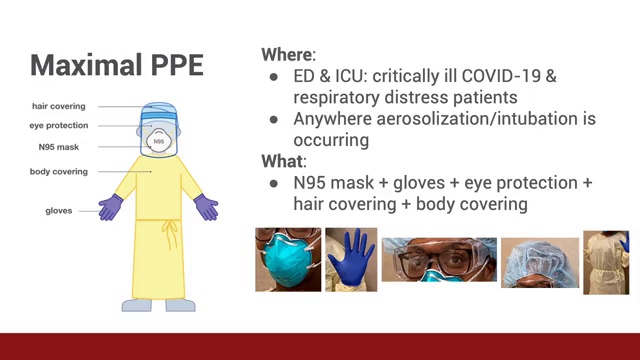 Maximal PPE
hair covering
eye protection
N95 mask
body covering
gloves
N95
Where:
● ED & ICU: critically ill COVID-19 &
respiratory distress patients
● Anywhere aerosolization/intubation is
occurring
What:
● N95 mask + gloves + eye protection +
hair covering + body covering